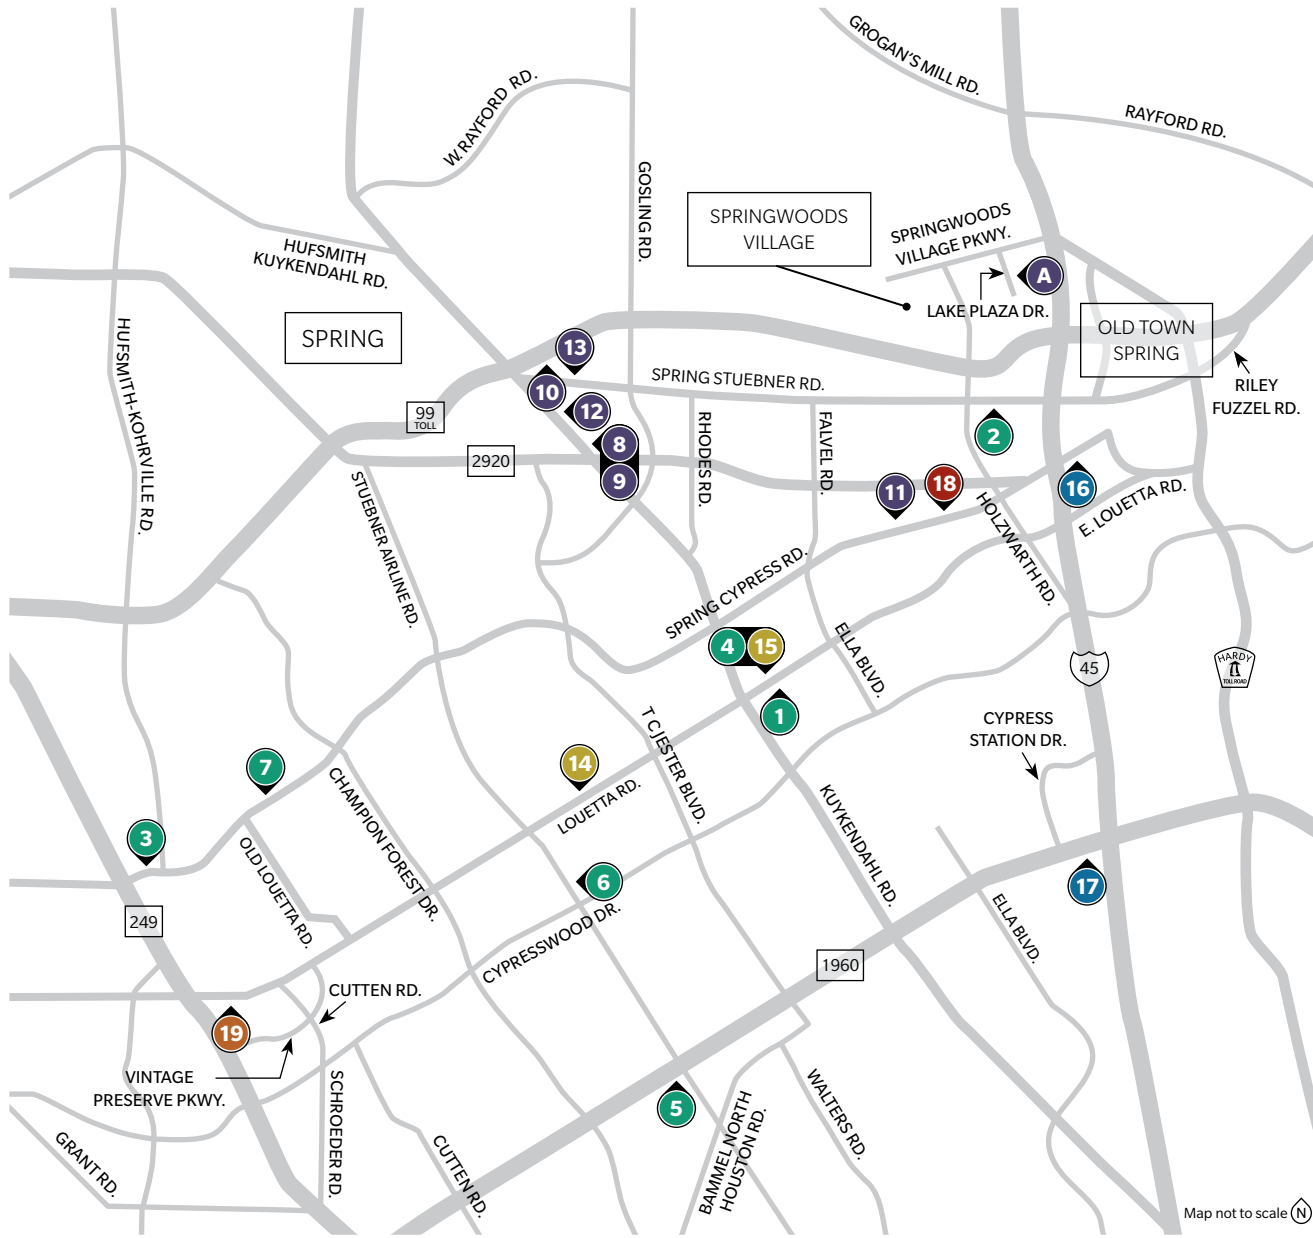 GROGAN'S MILL RD.
RAYFORD RD.
W. RAYFORD RD.
GOSLING RD.
SPRINGWOODS
VILLAGE
SPRINGWOODS
VILLAGE PKWY.
HUFSMITH
KUYKENDAHL RD.
A
LAKE PLAZA DR.
SPRING
OLD TOWN
SPRING
HUFSMITH-KOHRVILLE RD.
13
SPRING STUEBNER RD.
RILEY
FUZZEL RD.
10
99
TOLL
12
RHODES RD.
FALVEL RD.
2
8
2920
9
11
18
16
STUEBNER AIRLINE RD.
HOLZWARTH RD.
E. LOUETTA RD.
SPRING CYPRESS RD.
4
15
ELLA BLVD.
45
HARDY
TOLL ROAD
1
CYPRESS
STATION DR.
T C JESTER BLVD.
7
14
CHAMPION FOREST DR.
LOUETTA RD.
KUYKENDAHL RD.
3
OLD LOUETTA RD.
6
17
249
CYPRESSWOOD DR.
ELLA BLVD.
1960
CUTTEN RD.
19
VINTAGE
PRESERVE PKWY.
SCHROEDER RD.
5
WALTERS RD.
BAMMEL NORTH
HOUSTON RD.
GRANT RD.
CUTTEN RD.
Map not to scale N